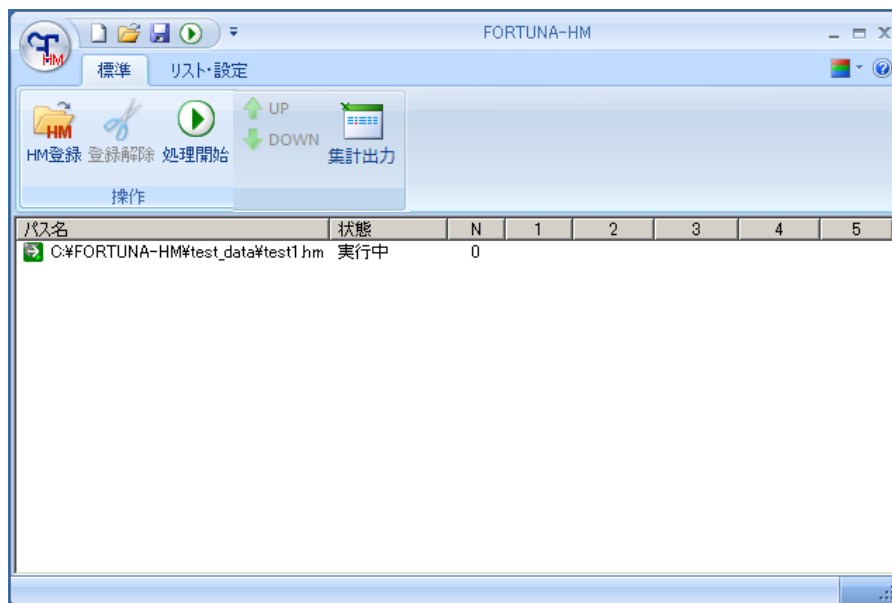 FORTUNA-HM
HM
標準 リスト・設定
HM
UP
DOWN
HM登録 登録解除 処理開始 集計出力
操作
パス名 状態 N 1 2 3 4 5
C:¥FORTUNA-HM¥test_data¥test1.hm 実行中 0